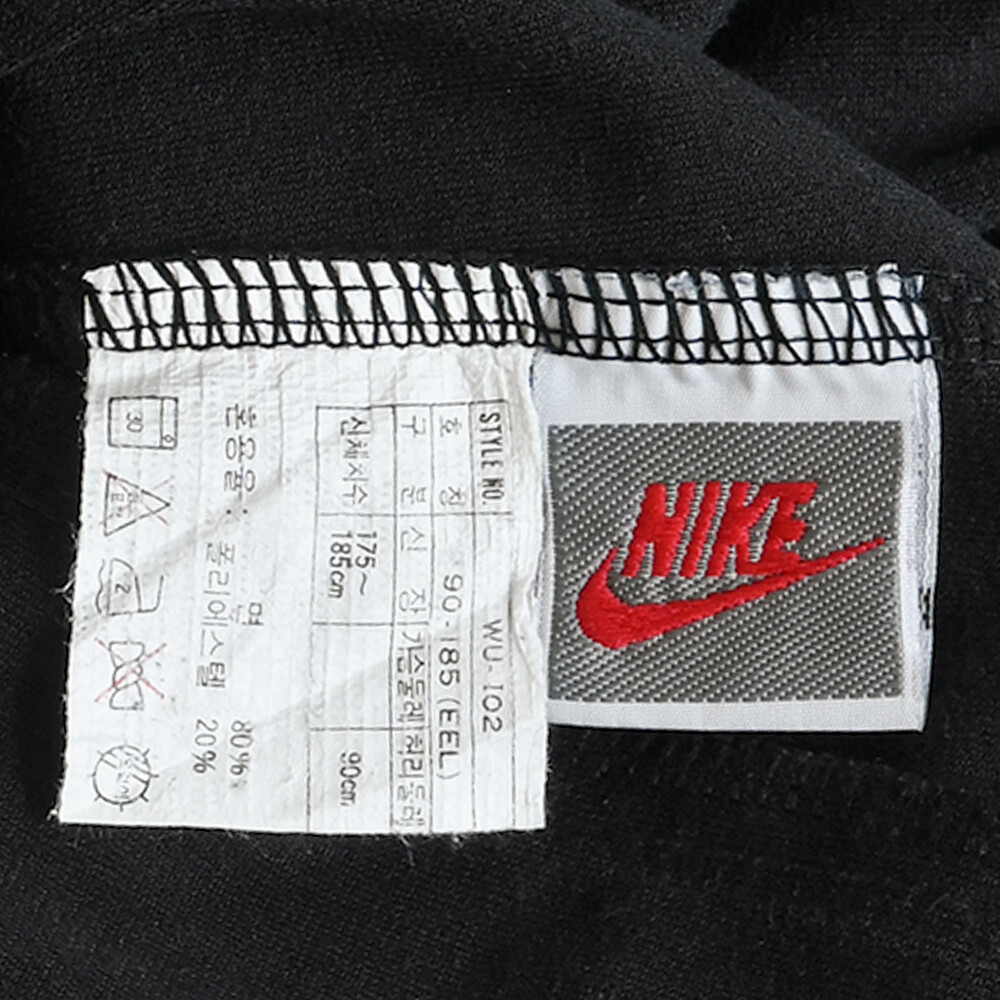 STYLE NO. WU-102
호 칭 90-185 (EEL)
구 분 신 장 가슴둘레 허리둘레
신체치수 175~185cm 90cm
혼용율: 면 80%
폴리에스텔 20%
30
2
NIKE